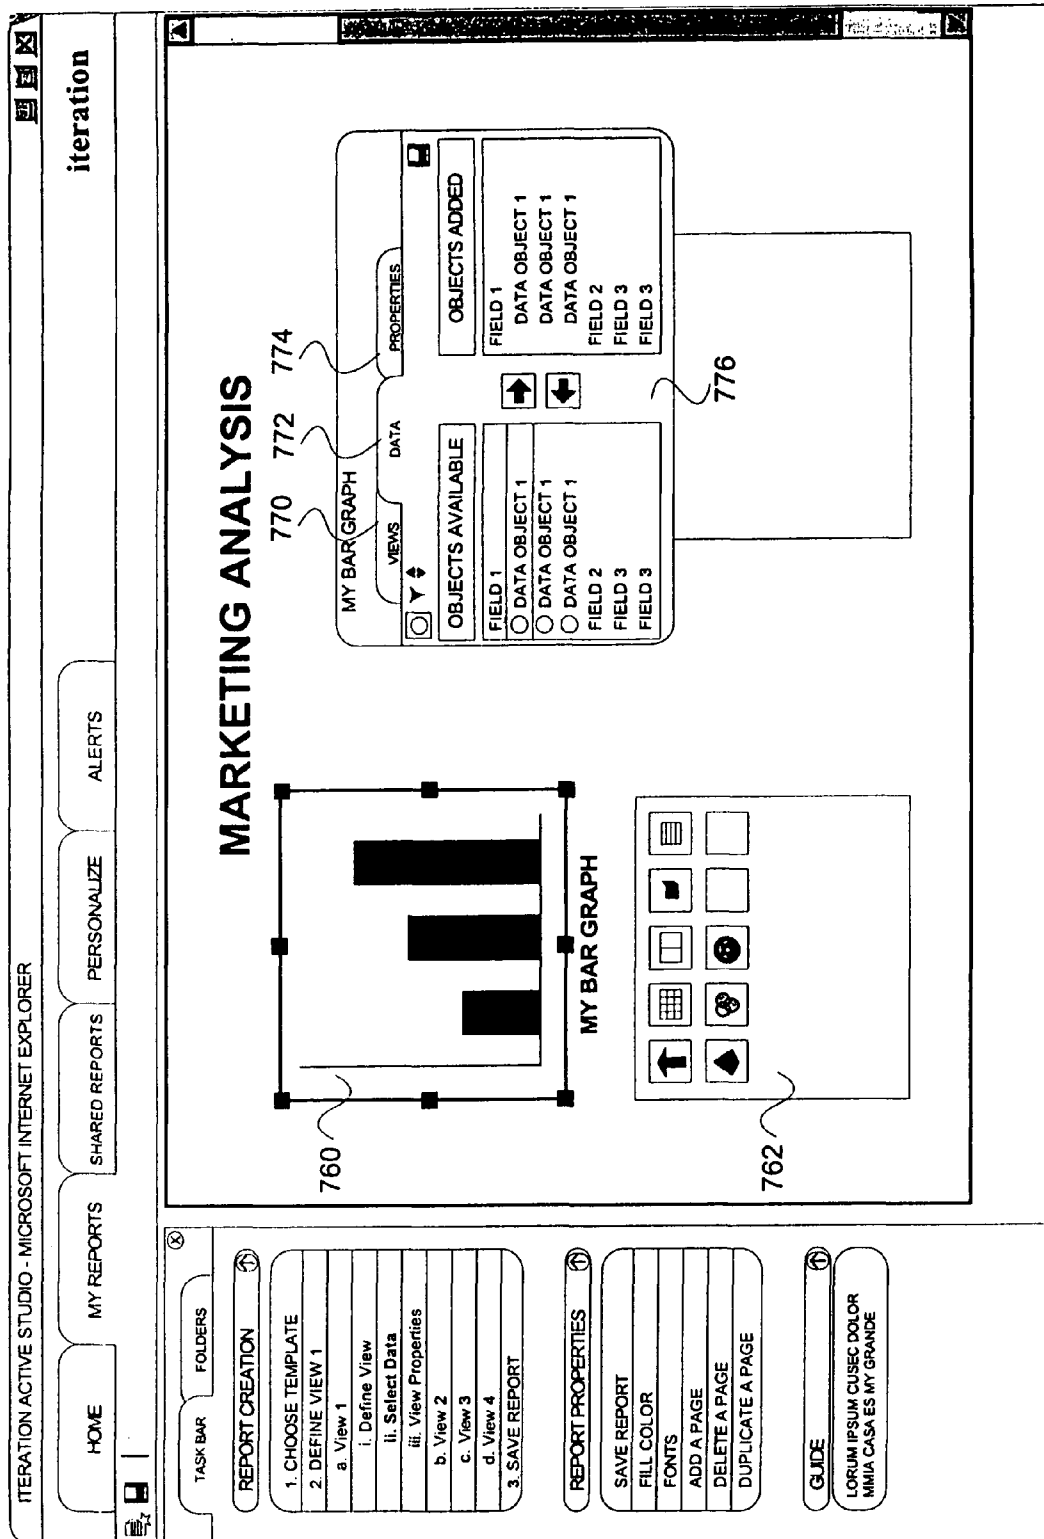 ITERATION ACTIVE STUDIO - MICROSOFT INTERNET EXPLORER
iteration
HOME
MY REPORTS
SHARED REPORTS
PERSONALIZE
ALERTS
TASK BAR
FOLDERS
REPORT CREATION
1. CHOOSE TEMPLATE
2. DEFINE VIEW 1
a. View 1
i. Define View
ii. Select Data
iii. View Properties
b. View 2
c. View 3
d. View 4
3. SAVE REPORT
REPORT PROPERTIES
SAVE REPORT
FILL COLOR
FONTS
ADD A PAGE
DELETE A PAGE
DUPLICATE A PAGE
GUIDE
LORUM IPSUM CUSEC DOLOR
MMIA CASA ES MY GRANDE
MARKETING ANALYSIS
760
MY BAR GRAPH
762
770
772
774
MY BAR GRAPH
VIEWS
DATA
PROPERTIES
OBJECTS AVAILABLE
FIELD 1
DATA OBJECT 1
DATA OBJECT 1
DATA OBJECT 1
FIELD 2
FIELD 3
FIELD 3
OBJECTS ADDED
FIELD 1
DATA OBJECT 1
DATA OBJECT 1
DATA OBJECT 1
FIELD 2
FIELD 3
FIELD 3
776